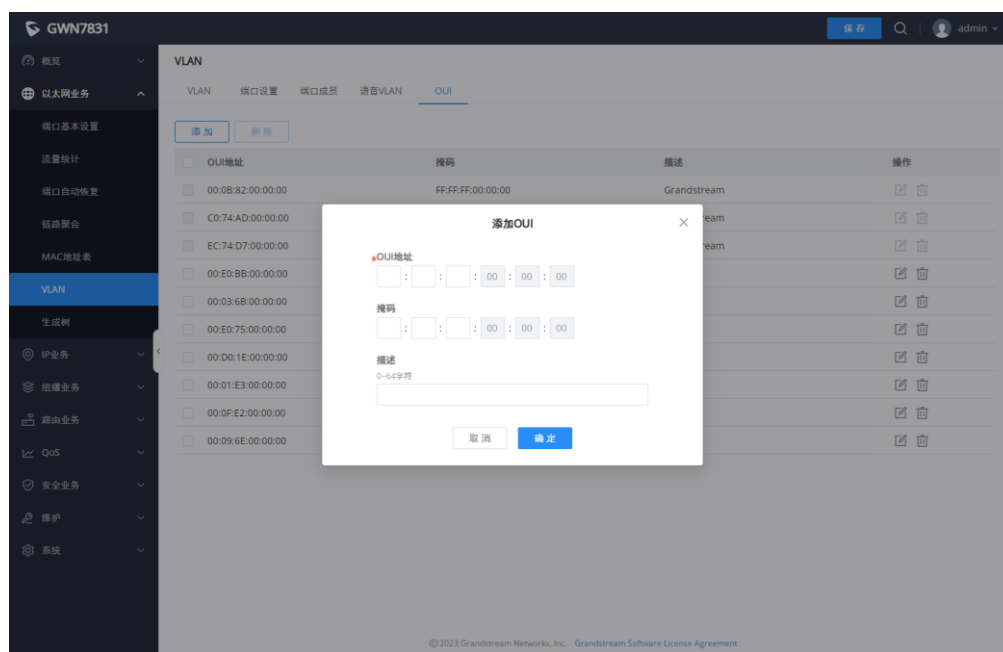 GWN7831
保存
admin
概览
以太网业务
端口基本设置
流量统计
端口自动恢复
链路聚合
MAC地址表
VLAN
生成树
IP业务
组播业务
路由业务
QoS
安全业务
维护
系统
VLAN
VLAN 端口设置 端口成员 语音VLAN OUI
添加 删除
OUI地址 掩码 描述 操作
00:0B:82:00:00:00 FF:FF:FF:00:00:00 Grandstream
C0:74:AD:00:00:00 ream
EC:74:D7:00:00:00 ream
00:E0:BB:00:00:00
00:03:6B:00:00:00
00:E0:75:00:00:00
00:D0:1E:00:00:00
00:01:E3:00:00:00
00:0F:E2:00:00:00
00:09:6E:00:00:00
添加OUI
*OUI地址
: : : 00 : 00 : 00
掩码
: : : 00 : 00 : 00
描述
0~64字符
取消 确定
© 2023 Grandstream Networks, Inc. Grandstream Software License Agreement